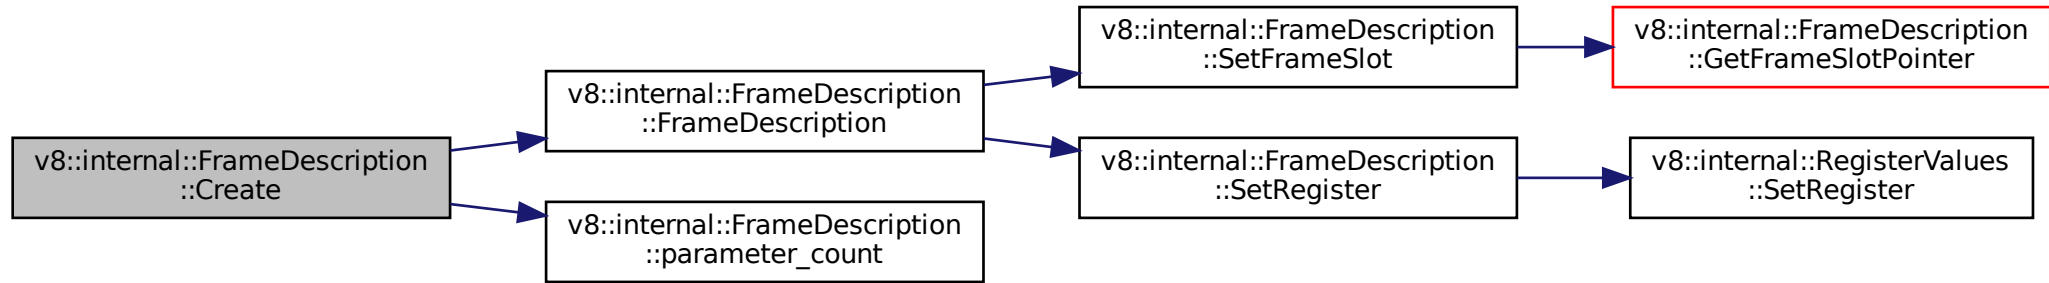 v8::internal::FrameDescription
::Create
v8::internal::FrameDescription
::FrameDescription
v8::internal::FrameDescription
::parameter_count
v8::internal::FrameDescription
::SetFrameSlot
v8::internal::FrameDescription
::SetRegister
v8::internal::FrameDescription
::GetFrameSlotPointer
v8::internal::RegisterValues
::SetRegister